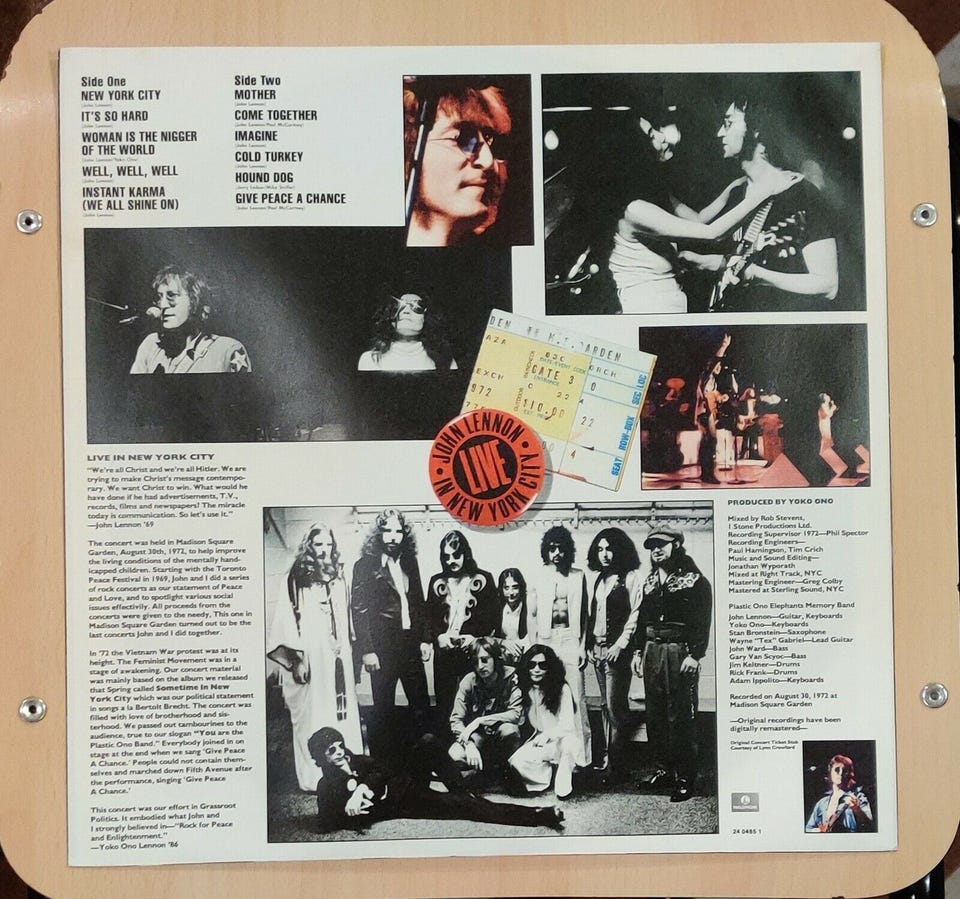 Side One
NEW YORK CITY
(John Lennon)
IT'S SO HARD
(John Lennon)
WOMAN IS THE NIGGER
OF THE WORLD
(John Lennon/Yoko Ono)
WELL, WELL, WELL
(John Lennon)
INSTANT KARMA
(WE ALL SHINE ON)
(John Lennon)
Side Two
MOTHER
(John Lennon)
COME TOGETHER
(John Lennon/Paul McCartney)
IMAGINE
(John Lennon)
COLD TURKEY
(John Lennon)
HOUND DOG
(Jerry Leiber/Mike Stoller)
GIVE PEACE A CHANCE
(John Lennon/Paul McCartney)
GATE 3
ENTRANCE
$10.00
22
4
SEAT ROW-BOX SEC LOC
JOHN LENNON
LIVE
IN NEW YORK CITY
LIVE IN NEW YORK CITY
"We're all Christ and we're all Hitler. We are
trying to make Christ's message contempo-
rary. We want Christ to win. What would he
have done if he had advertisements, T.V.,
records, films and newspapers? The miracle
today is communication. So let's use it."
—John Lennon '69
The concert was held in Madison Square
Garden, August 30th, 1972, to help improve
the living conditions of the mentally hand-
icapped children. Starting with the Toronto
Peace Festival in 1969, John and I did a series
of rock concerts as our statement of Peace
and Love, and to spotlight various social
issues effectivily. All proceeds from the
concerts were given to the needy, This one in
Madison Square Garden turned out to be the
last concerts John and I did together.
In '72 the Vietnam War protest was at its
height. The Feminist Movement was in a
stage of awakening. Our concert material
was mainly based on the album we released
that Spring called Sometime In New
York City which was our political statement
in songs a la Bertolt Brecht. The concert was
filled with love of brotherhood and sis-
terhood. We passed out tambourines to the
audience, true to our slogan "You are the
Plastic Ono Band." Everybody joined in on
stage at the end when we sang 'Give Peace
A Chance.' People could not contain them-
selves and marched down Fifth Avenue after
the performance, singing 'Give Peace
A Chance.'
This concert was our effort in Grassroot
Politics. It embodied what John and
I strongly believed in—"Rock for Peace
and Enlightenment."
—Yoko Ono Lennon '86
PRODUCED BY YOKO ONO
Mixed by Rob Stevens,
1 Stone Productions Ltd.
Recording Supervisor 1972—Phil Spector
Recording Engineers—
Paul Hamingson, Tim Crich
Music and Sound Editing—
Jonathan Wyporath
Mixed at Right Track, NYC
Mastering Engineer—Greg Colby
Mastered at Sterling Sound, NYC
Plastic Ono Elephants Memory Band
John Lennon—Guitar, Keyboards
Yoko Ono—Keyboards
Stan Bronstein—Saxophone
Wayne "Tex" Gabriel—Lead Guitar
John Ward—Bass
Gary Van Scyoc—Bass
Jim Keltner—Drums
Rick Frank—Drums
Adam Ippolito—Keyboards
Recorded on August 30, 1972 at
Madison Square Garden
—Original recordings have been
digitally remastered—
Original Concert Ticket Stub
Courtesy of Lynn Crawford
PARLOPHONE
24 0485 1